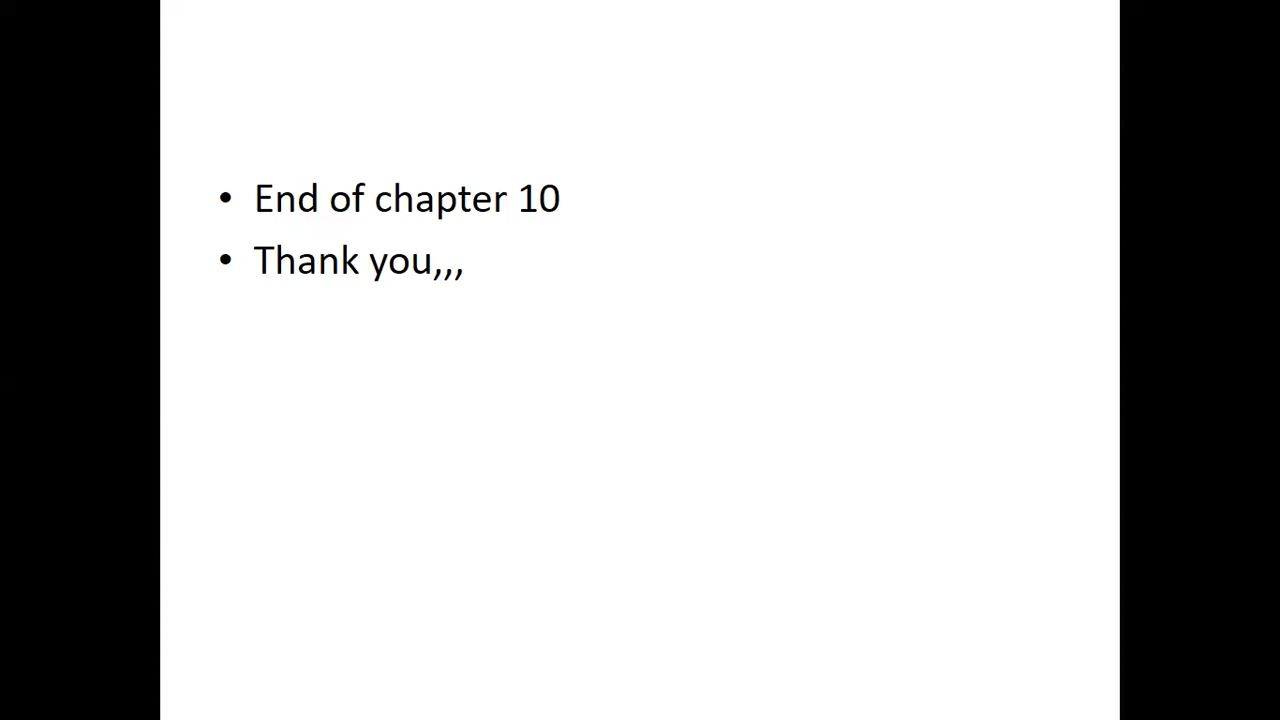 • End of chapter 10
• Thank you,,,